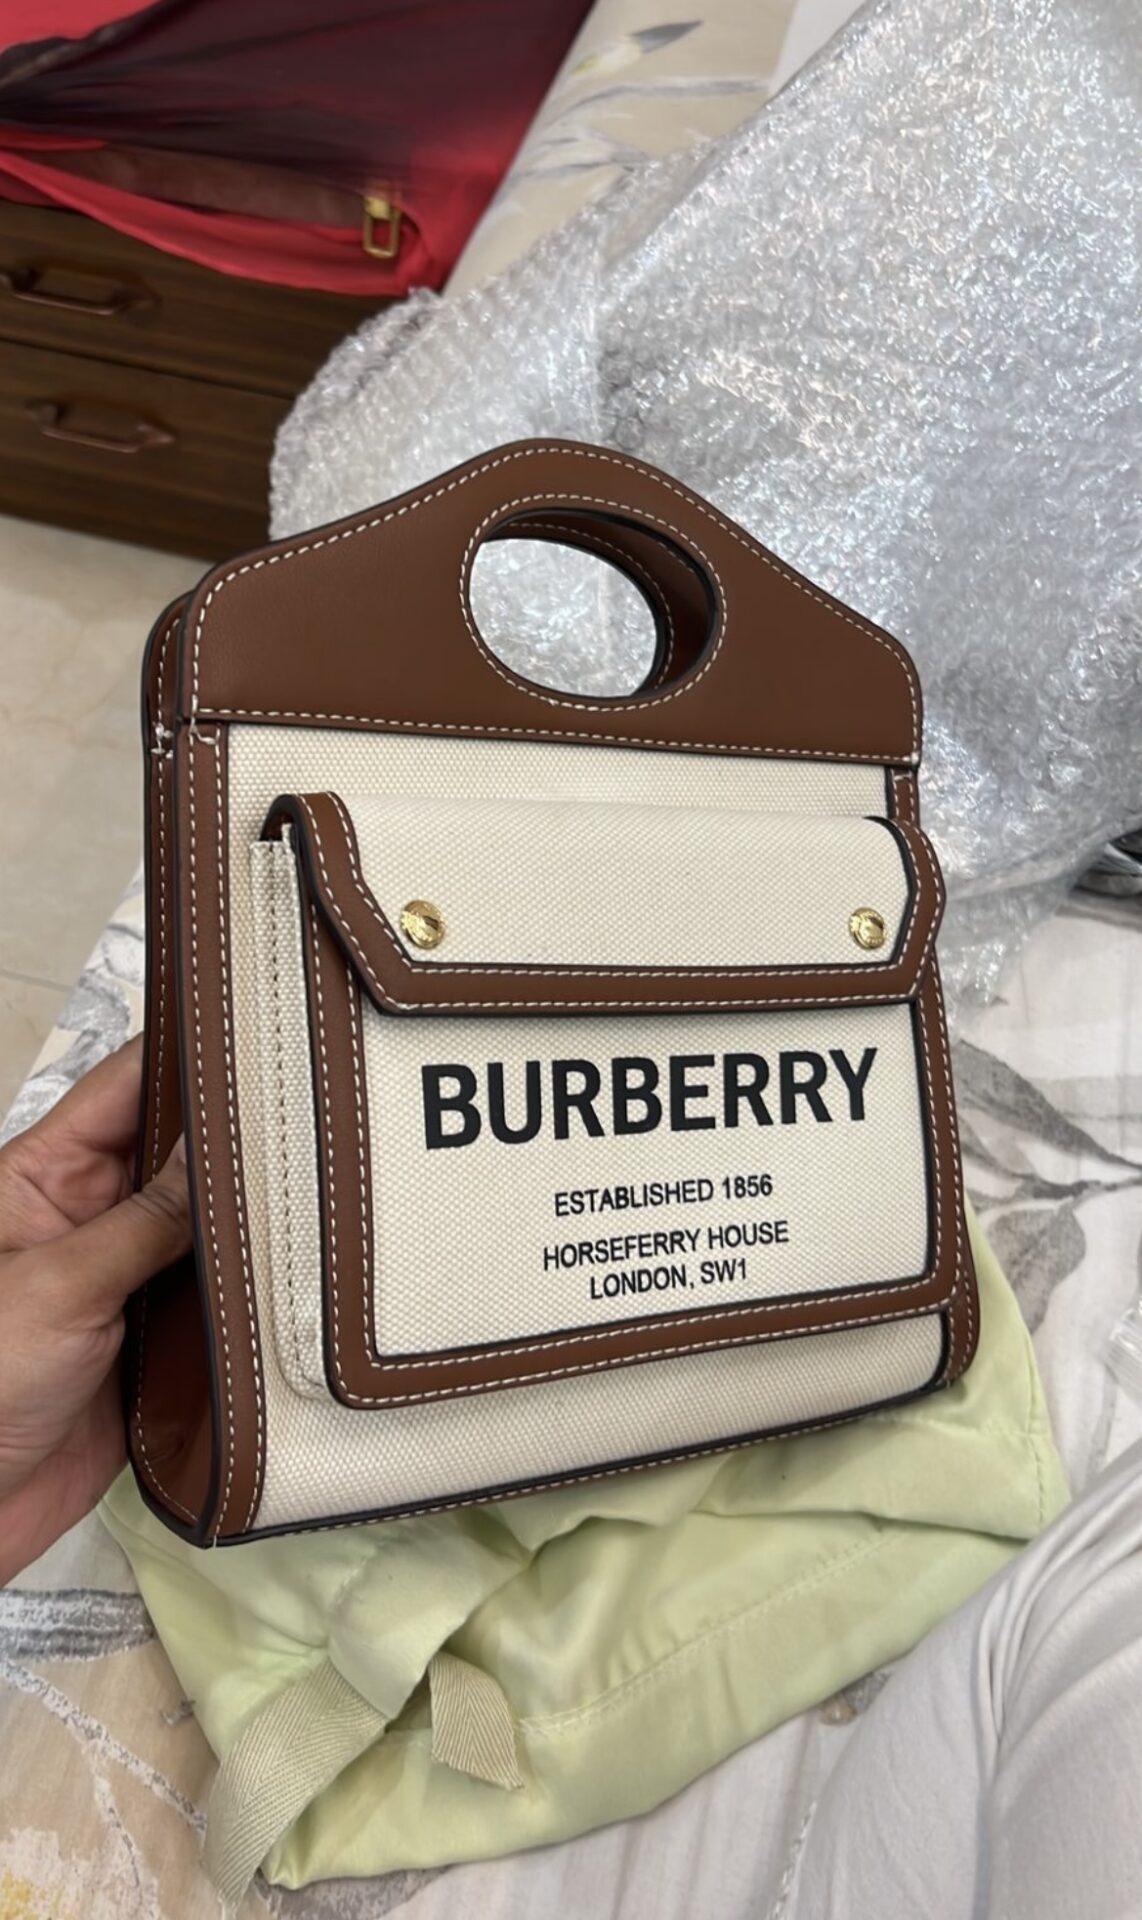 BURBERRY
ESTABLISHED 1856
HORSEFERRY HOUSE
LONDON, SW1